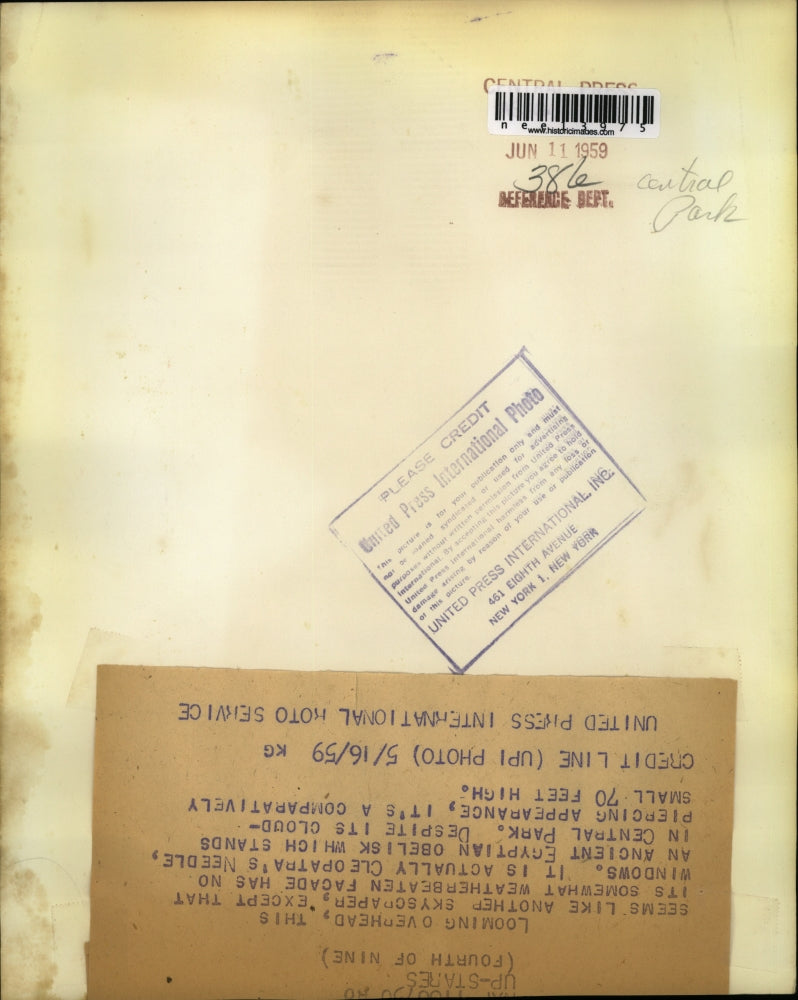 CENTRAL PRESS
nee13975
www.historicimages.com
JUN 11 1959
386
REFERENCE DEPT.
central
Park
PLEASE CREDIT
United Press International Photo
This picture is for your publication only and must
not be loaned syndicated or used for advertising
purposes without written permission from United Press
International. By accepting this picture you agree to hold
United Press International harmless from any loss or
damage arising by reason of your use or publication
of this picture.
UNITED PRESS INTERNATIONAL, INC.
461 EIGHTH AVENUE
NEW YORK 1, NEW YORK
UP-STARES
(FOURTH OF NINE)
LOOMING OVERHEAD, THIS
SEEMS LIKE ANOTHER SKYSCRAPER, EXCEPT THAT
ITS SOMEWHAT WEATHERBEATEN FACADE HAS NO
WINDOWS. IT IS ACTUALLY CLEOPATRA'S NEEDLE,
AN ANCIENT EGYPTIAN OBELISK WHICH STANDS
IN CENTRAL PARK. DESPITE ITS CLOUD-
PIERCING APPEARANCE, IT'S A COMPARATIVELY
SMALL 70 FEET HIGH.
CREDIT LINE (UPI PHOTO) 5/16/59 KG
UNITED PRESS INTERNATIONAL ROTO SERVICE